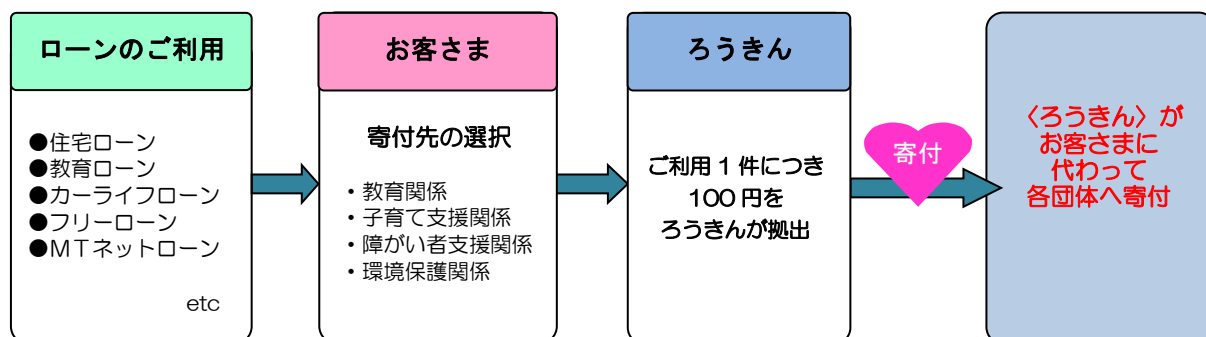 ローンのご利用
●住宅ローン
●教育ローン
●カーライフローン
●フリーローン
●MTネットローン
etc
お客さま
寄付先の選択
・教育関係
・子育て支援関係
・障がい者支援関係
・環境保護関係
ろうきん
ご利用1件につき
100円を
ろうきんが拠出
寄付
〈ろうきん〉が
お客さまに
代わって
各団体へ寄付